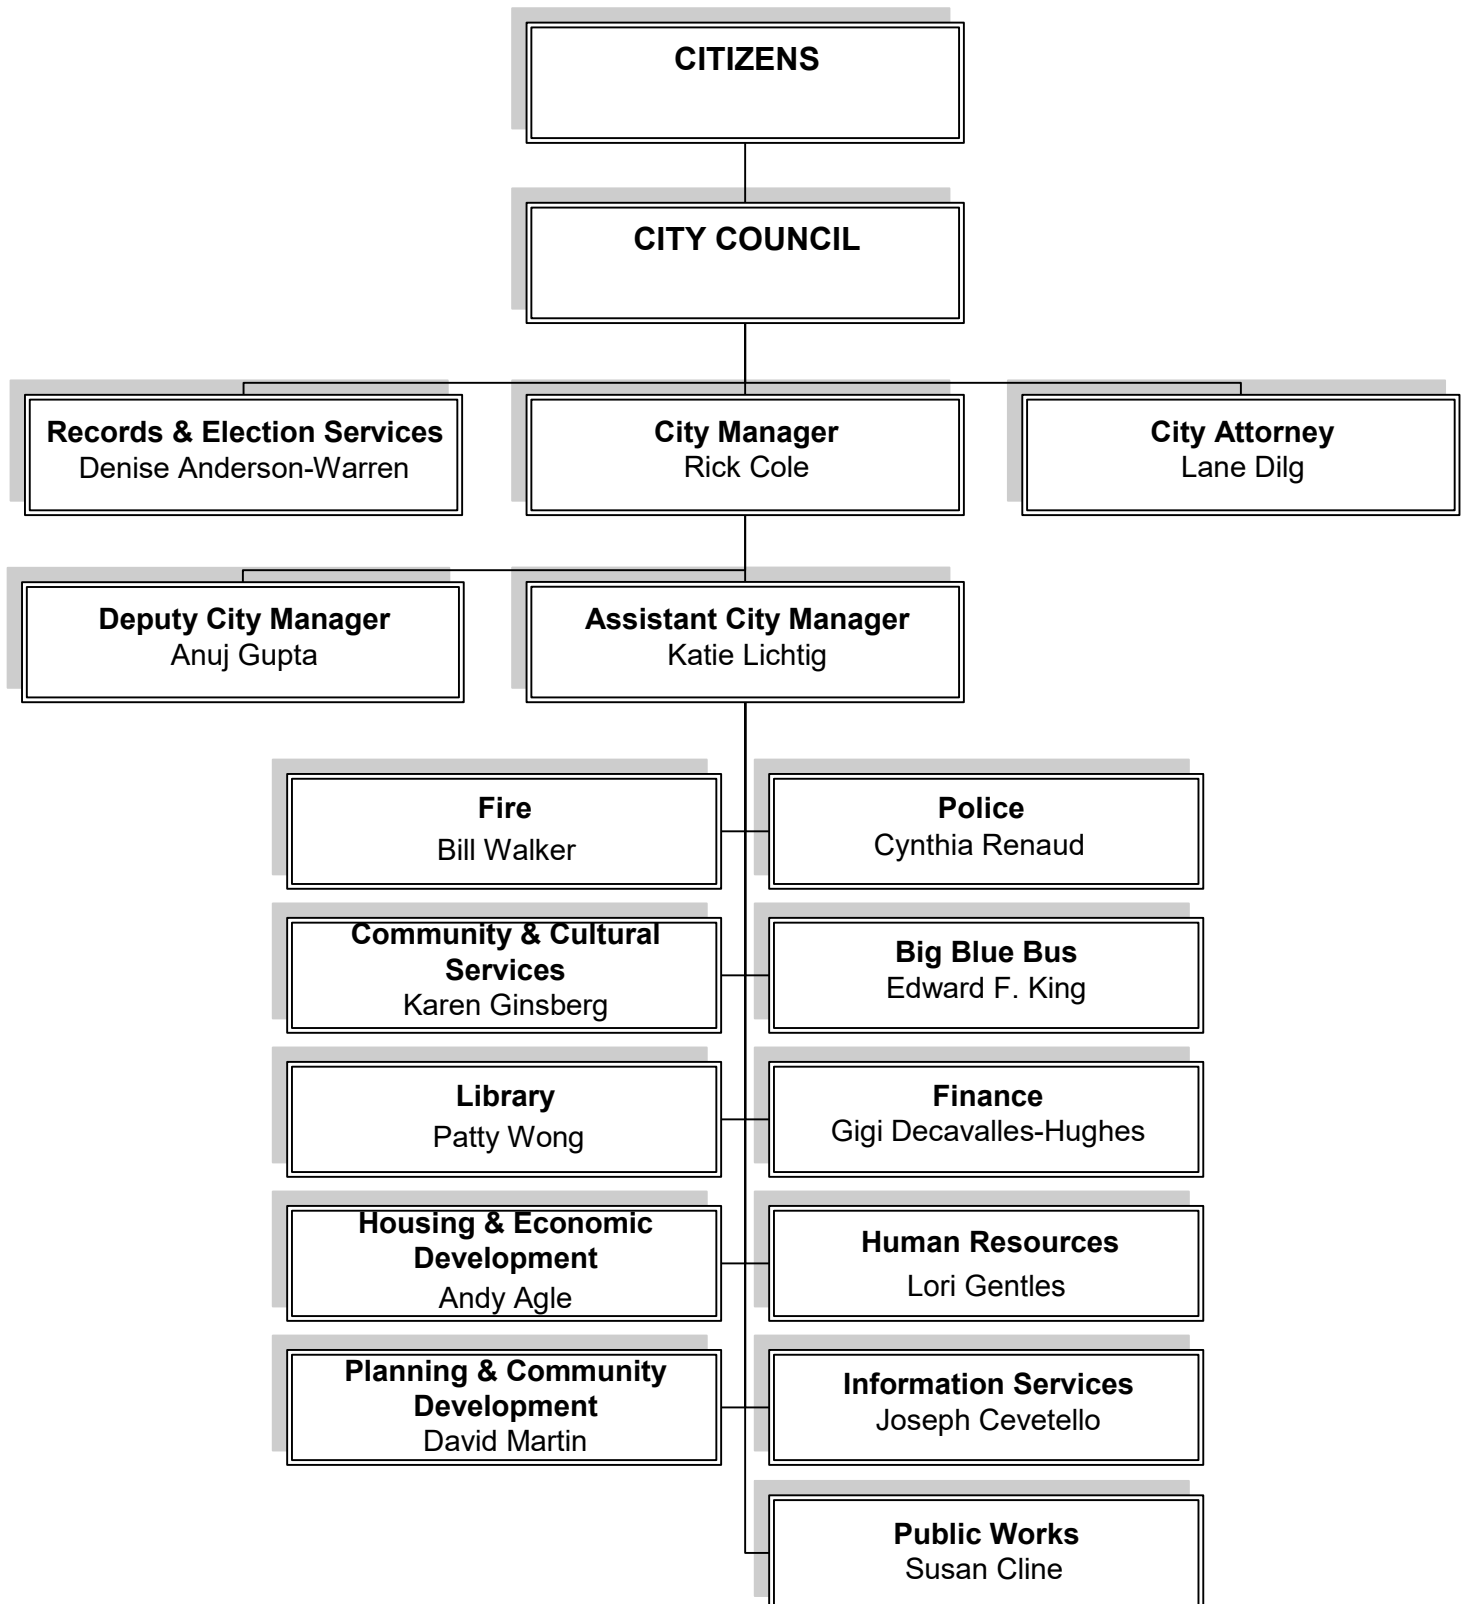 CITIZENS
CITY COUNCIL
Records & Election Services
Denise Anderson-Warren
City Manager
Rick Cole
City Attorney
Lane Dilg
Deputy City Manager
Anuj Gupta
Assistant City Manager
Katie Lichtig
Fire
Bill Walker
Police
Cynthia Renaud
Community & Cultural
Services
Karen Ginsberg
Big Blue Bus
Edward F. King
Library
Patty Wong
Finance
Gigi Decavalles-Hughes
Housing & Economic
Development
Andy Agle
Human Resources
Lori Gentles
Planning & Community
Development
David Martin
Information Services
Joseph Cevetello
Public Works
Susan Cline